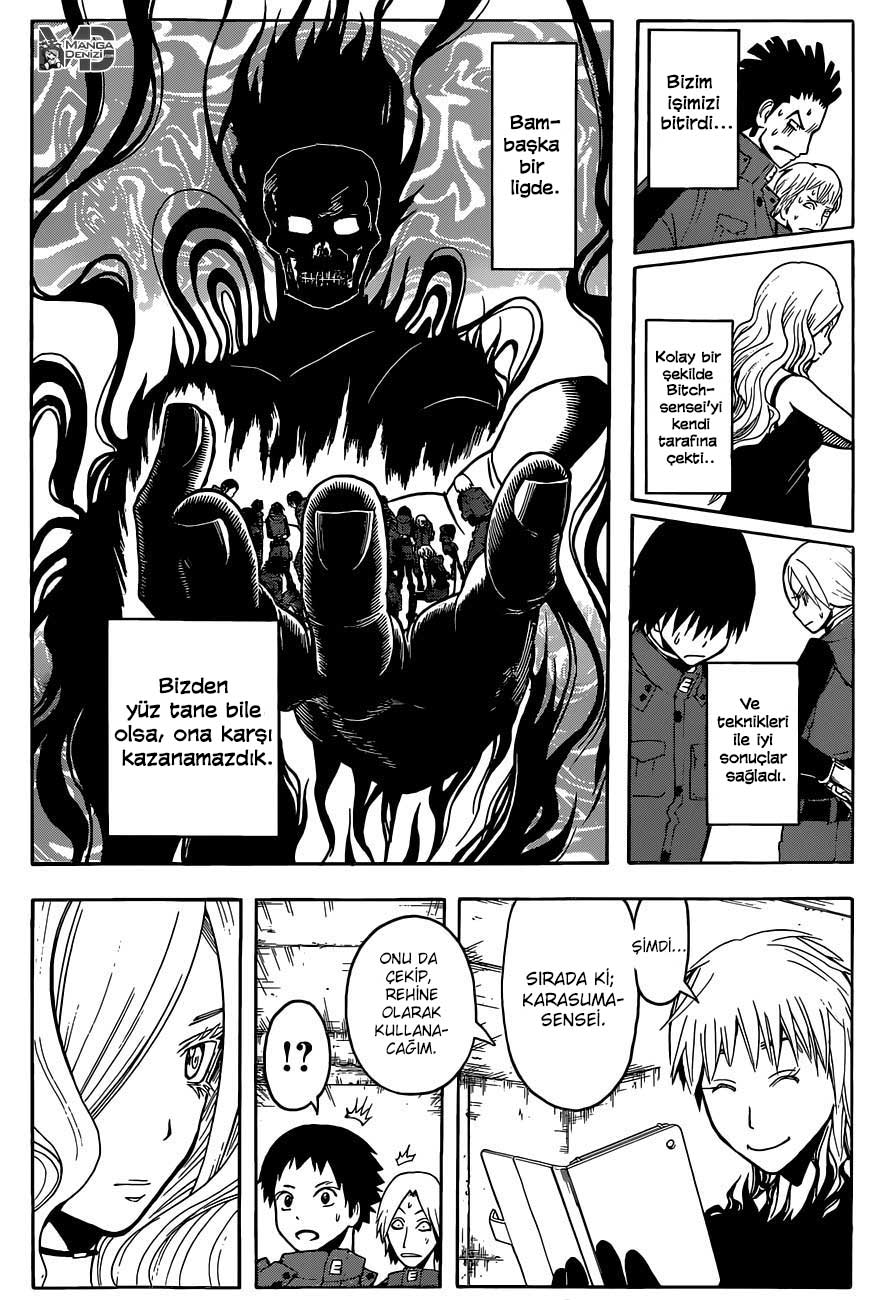 Bizim
işimizi
bitirdi...
Kolay bir
şekilde
Bitch-
sensei'yi
kendi
tarafına
çekti..
Ve
teknikleri
ile iyi
sonuçlar
sağladı.
Bam-
başka bir
ligde.
Bizden
yüz tane bile
olsa, ona karşı
kazanamazdık.
ŞİMDİ...
SIRADA Kİ;
KARASUMA-
SENSEI.
ONU DA
ÇEKİP,
REHİNE
OLARAK
KULLANA-
CAĞIM.
!?
E
E
E
MANGA
DENİZİ